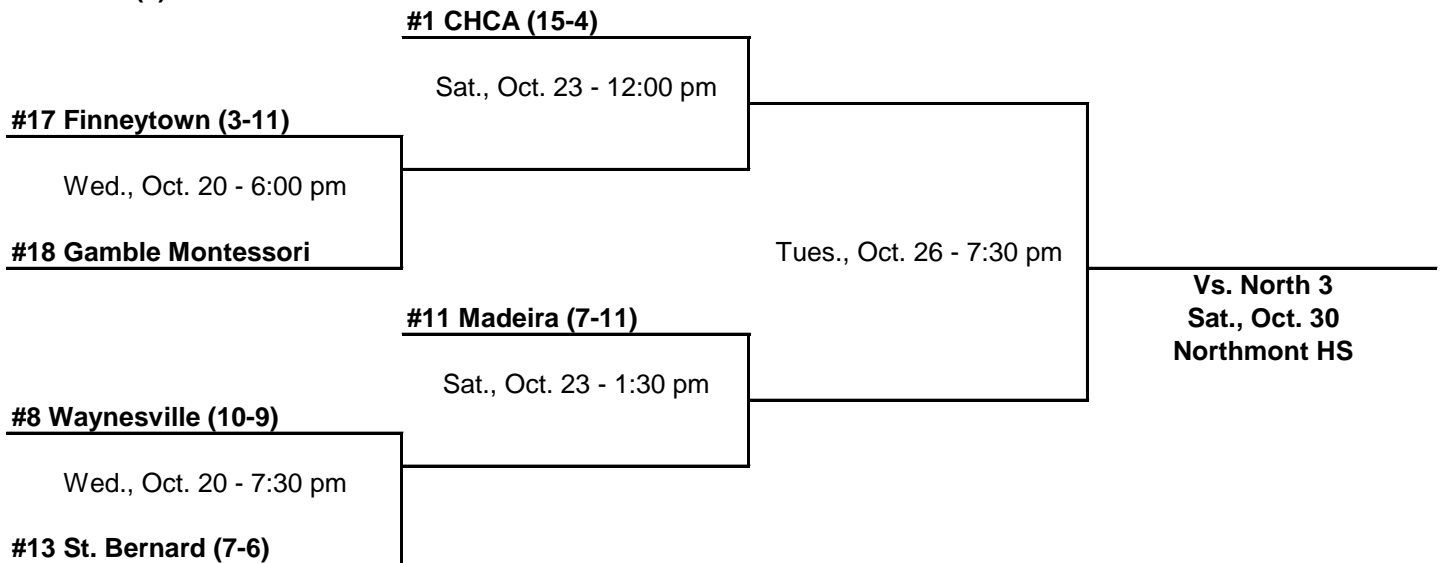 #1 CHCA (15-4)
Sat., Oct. 23 - 12:00 pm
#17 Finneytown (3-11)
Wed., Oct. 20 - 6:00 pm
#18 Gamble Montessori
Tues., Oct. 26 - 7:30 pm
Vs. North 3
Sat., Oct. 30
Northmont HS
#11 Madeira (7-11)
Sat., Oct. 23 - 1:30 pm
#8 Waynesville (10-9)
Wed., Oct. 20 - 7:30 pm
#13 St. Bernard (7-6)